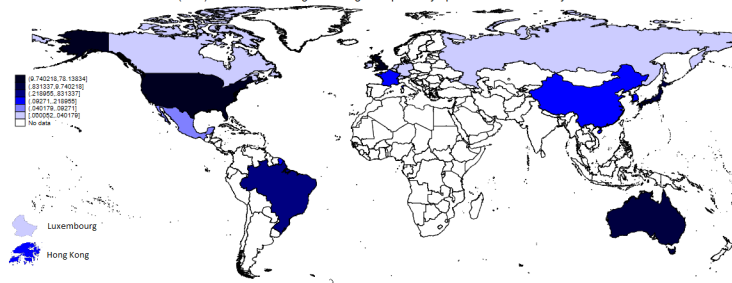 (9.740218,78.13834]
(.831337,9.740218]
(.218955,.831337]
(.09271,.218955]
(.040179,.09271]
[.000052,.040179]
No data
Luxembourg
Hong Kong